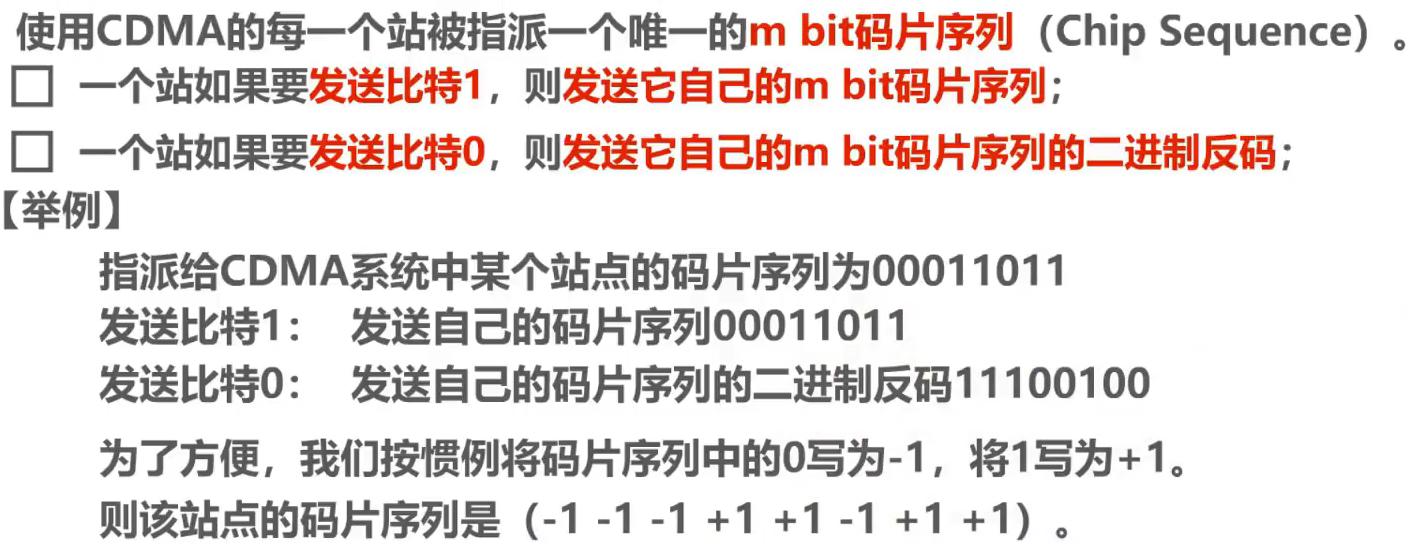 使用CDMA的每一个站被指派一个唯一的m bit码片序列（Chip Sequence）。
□ 一个站如果要发送比特1，则发送它自己的m bit码片序列；
□ 一个站如果要发送比特0，则发送它自己的m bit码片序列的二进制反码；
【举例】
指派给CDMA系统中某个站点的码片序列为00011011
发送比特1： 发送自己的码片序列00011011
发送比特0： 发送自己的码片序列的二进制反码11100100
为了方便，我们按惯例将码片序列中的0写为-1，将1写为+1。
则该站点的码片序列是（-1 -1 -1 +1 +1 -1 +1 +1）。